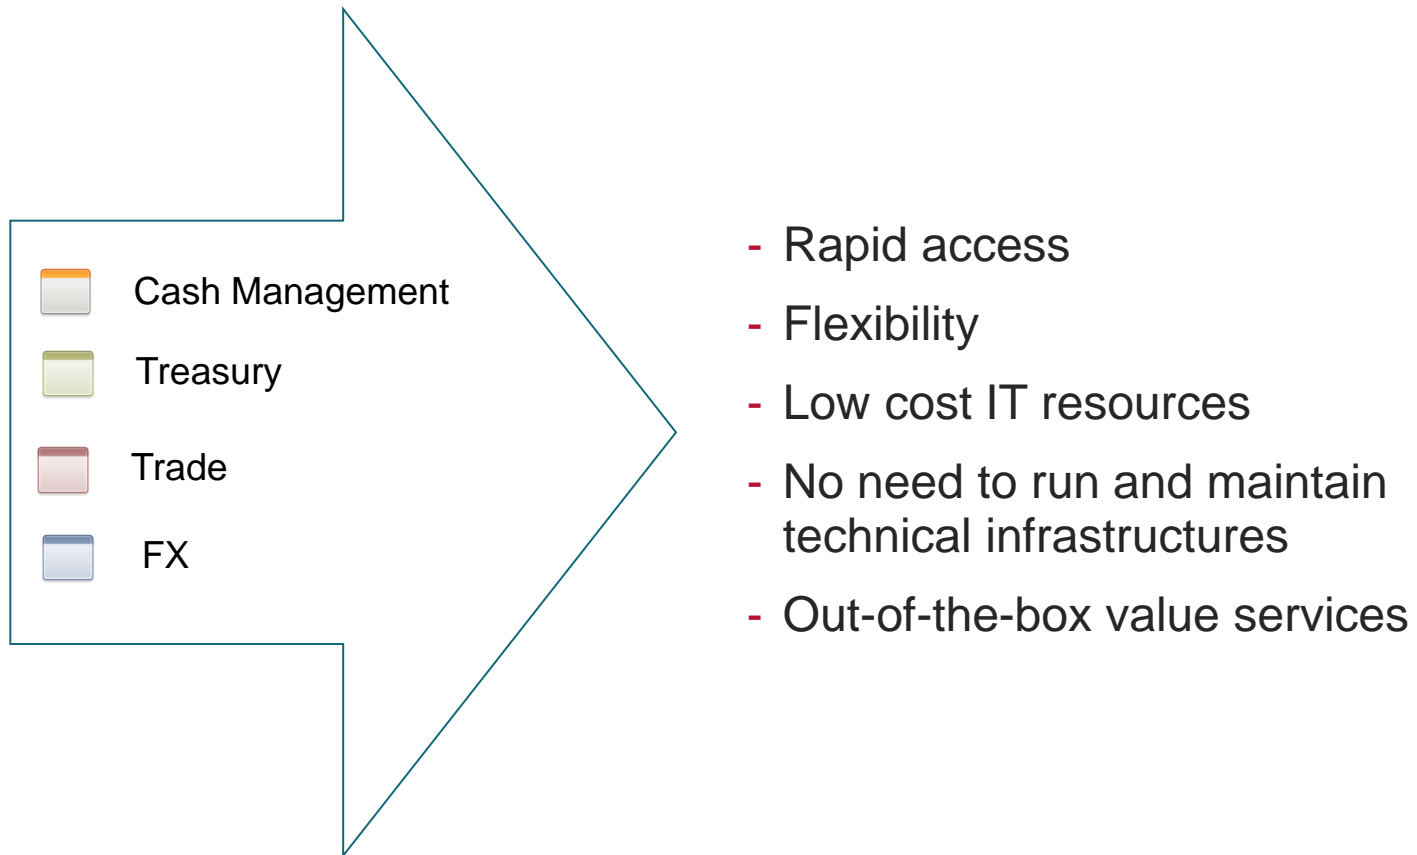 Cash Management
Treasury
Trade
FX
- Rapid access
- Flexibility
- Low cost IT resources
- No need to run and maintain
technical infrastructures
- Out-of-the-box value services